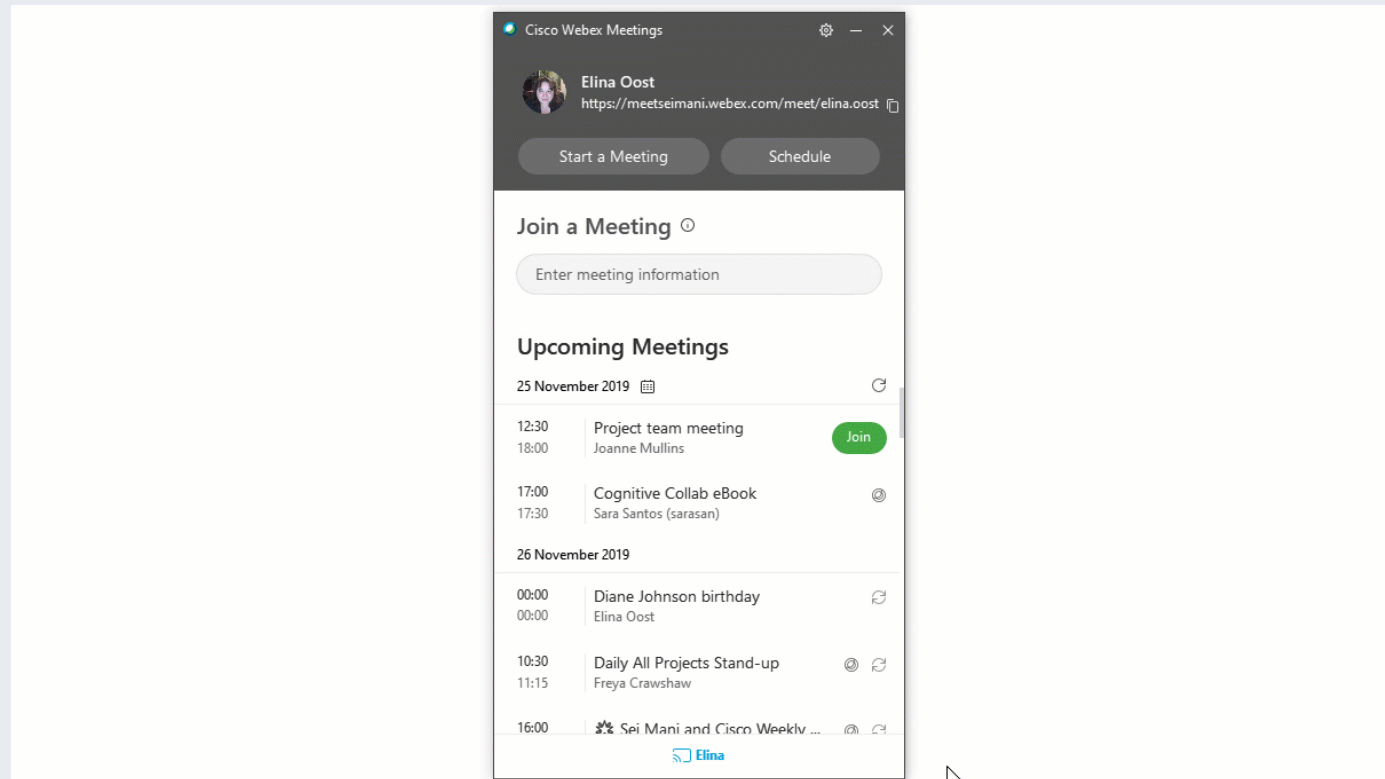 Cisco Webex Meetings
Elina Oost
https://meetseimani.webex.com/meet/elina.oost
Start a Meeting
Schedule
Join a Meeting
Enter meeting information
Upcoming Meetings
25 November 2019
12:30 Project team meeting
18:00 Joanne Mullins
Join
17:00 Cognitive Collab eBook
17:30 Sara Santos (sarasan)
26 November 2019
00:00 Diane Johnson birthday
00:00 Elina Oost
10:30 Daily All Projects Stand-up
11:15 Freya Crawshaw
16:00 Sei Mani and Cisco Weekly ...
Elina